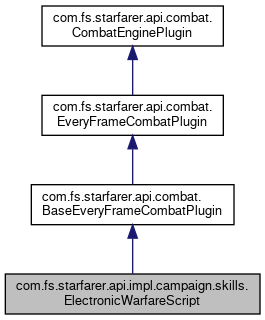 com.fs.starfarer.api.combat.
CombatEnginePlugin
com.fs.starfarer.api.combat.
EveryFrameCombatPlugin
com.fs.starfarer.api.combat.
BaseEveryFrameCombatPlugin
com.fs.starfarer.api.impl.campaign.skills.
ElectronicWarfareScript